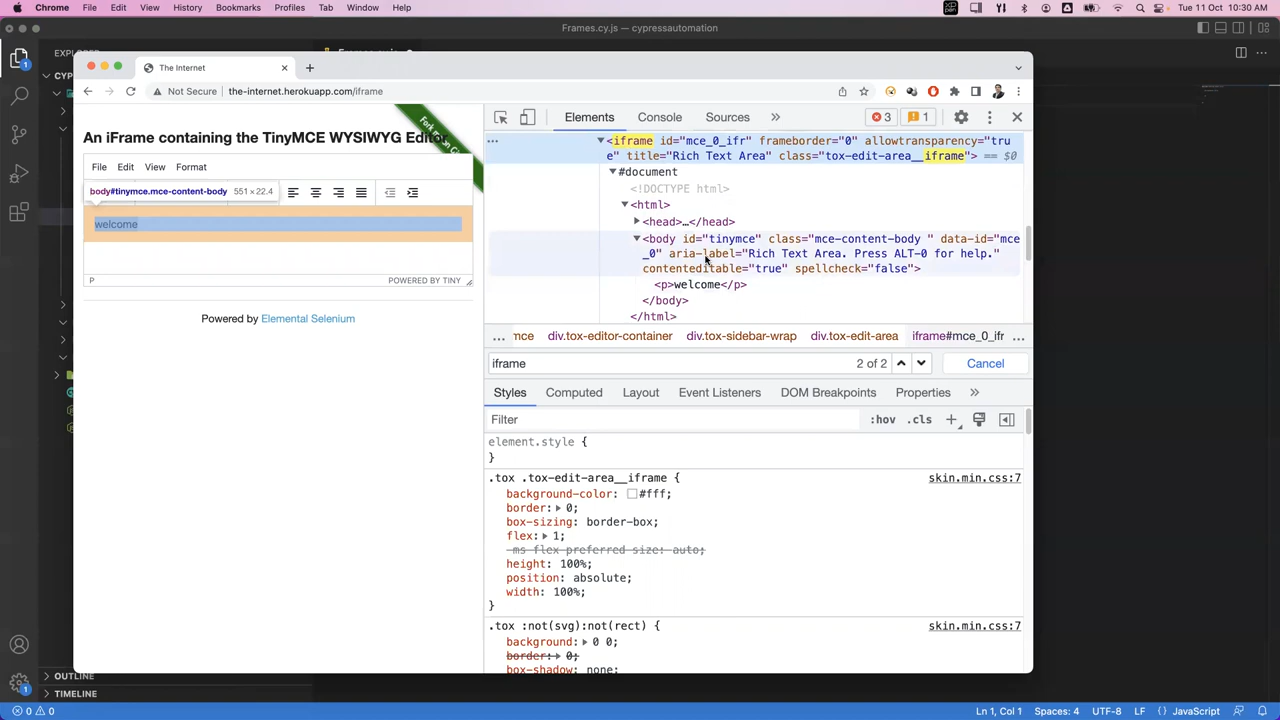 Chrome File Edit View History Bookmarks Profiles Tab Window Help Tue 11 Oct 10:30 AM
Frames.cy.js — cypressautomation
The Internet
Not Secure the-internet.herokuapp.com/iframe
An iFrame containing the TinyMCE WYSIWYG Editor
File Edit View Format
body#tinymce.mce-content-body 551 × 22.4
welcome
P POWERED BY TINY
Powered by Elemental Selenium
Elements Console Sources 3 1
<iframe id="mce_0_ifr" frameborder="0" allowtransparency="tru
e" title="Rich Text Area" class="tox-edit-area__iframe"> == $0
#document
<!DOCTYPE html>
<html>
<head>…</head>
<body id="tinymce" class="mce-content-body " data-id="mce
_0" aria-label="Rich Text Area. Press ALT-0 for help."
contenteditable="true" spellcheck="false">
<p>welcome</p>
</body>
</html>
… mce div.tox-editor-container div.tox-sidebar-wrap div.tox-edit-area iframe#mce_0_ifr …
iframe 2 of 2 Cancel
Styles Computed Layout Event Listeners DOM Breakpoints Properties
Filter :hov .cls
element.style {
}
.tox .tox-edit-area__iframe { skin.min.css:7
background-color: #fff;
border: 0;
box-sizing: border-box;
flex: 1;
-ms-flex-preferred-size: auto;
height: 100%;
position: absolute;
width: 100%;
}
.tox :not(svg):not(rect) { skin.min.css:7
background: 0 0;
border: 0;
box-shadow: none;
OUTLINE
TIMELINE
0 0 Ln 1, Col 1 Spaces: 4 UTF-8 LF {} JavaScript